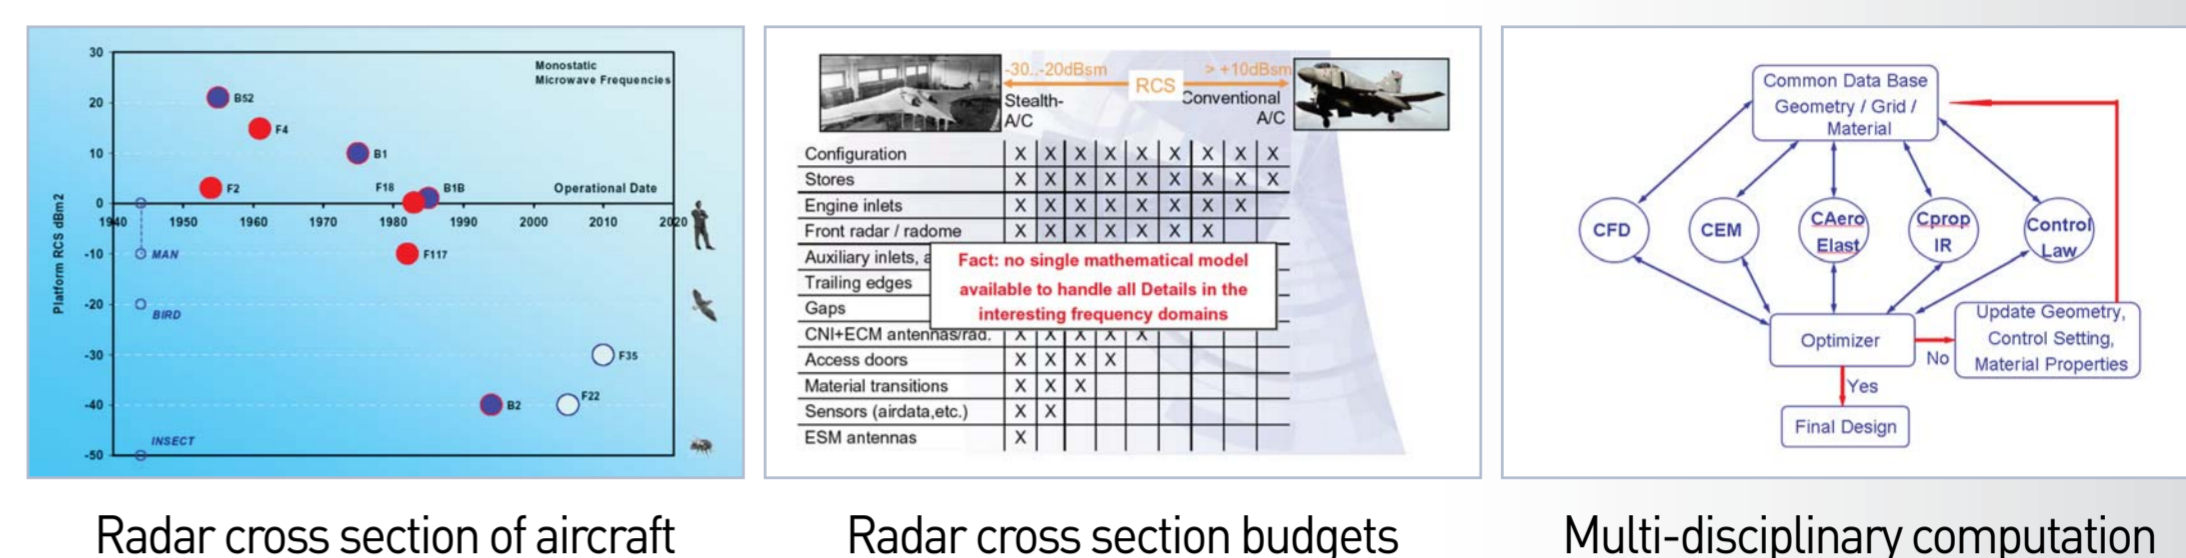 30
Monostatic
Microwave Frequencies
20
B52
F4
10
B1
F2
F18
B1B
Operational Date
0
1940 1950 1960 1970 1980 1990 2000 2010 2020
Platform RCS dBm2
-10
MAN
F117
-20
BIRD
-30
F35
-40
B2
F22
INSECT
-50
Radar cross section of aircraft
-30..-20dBsm RCS > +10dBsm
Stealth-
A/C
Conventional
A/C
Configuration X X X X X X X X X
Stores X X X X X X X X X
Engine inlets X X X X X X X X
Front radar / radome X X X X X X X
Auxiliary inlets,
Trailing edges
Gaps
Fact: no single mathematical model
available to handle all Details in the
interesting frequency domains
CNI+ECM antennas/rad. X X X X X
Access doors X X X X
Material transitions X X X
Sensors (airdata,etc.) X X
ESM antennas X
Radar cross section budgets
Common Data Base
Geometry / Grid /
Material
CFD
CEM
CAero
Elast
Cprop
IR
Control
Law
Optimizer
No
Update Geometry,
Control Setting,
Material Properties
Yes
Final Design
Multi-disciplinary computation